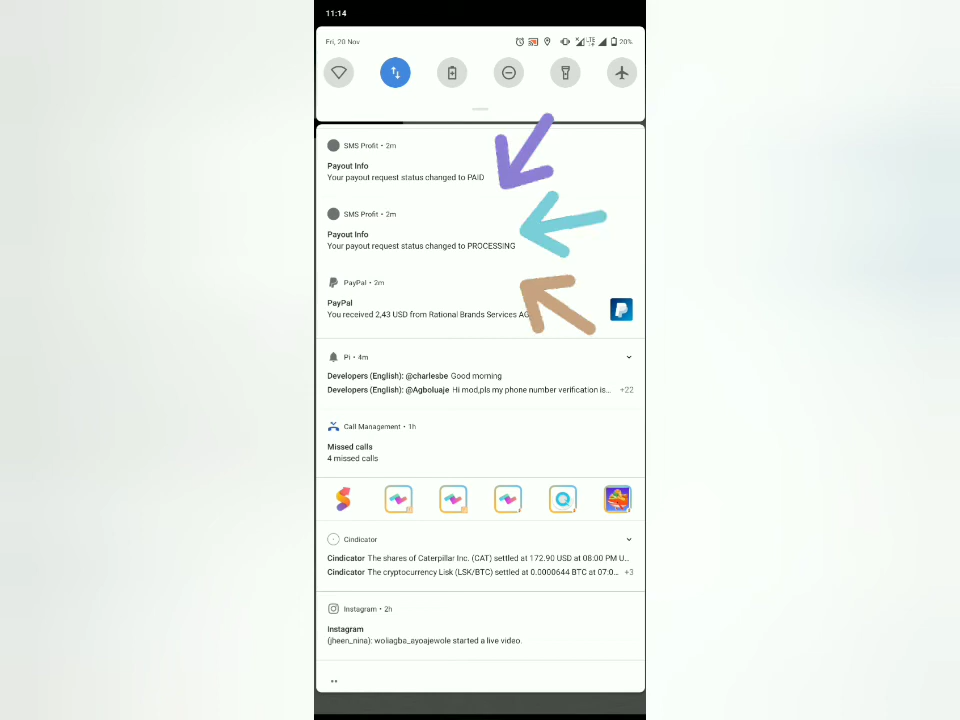 11:14
Fri, 20 Nov
LTE
20%
SMS Profit • 2m
Payout Info
Your payout request status changed to PAID
SMS Profit • 2m
Payout Info
Your payout request status changed to PROCESSING
PayPal • 2m
PayPal
You received 2,43 USD from Rational Brands Services AG
Pi • 4m
Developers (English): @charlesbe Good morning
Developers (English): @Agboluaje Hi mod,pls my phone number verification is... +22
Call Management • 1h
Missed calls
4 missed calls
Cindicator
Cindicator The shares of Caterpillar Inc. (CAT) settled at 172.90 USD at 08:00 PM U...
Cindicator The cryptocurrency Lisk (LSK/BTC) settled at 0.0000644 BTC at 07:0... +3
Instagram • 2h
Instagram
(jheen_nina): woliagba_ayoajewole started a live video.